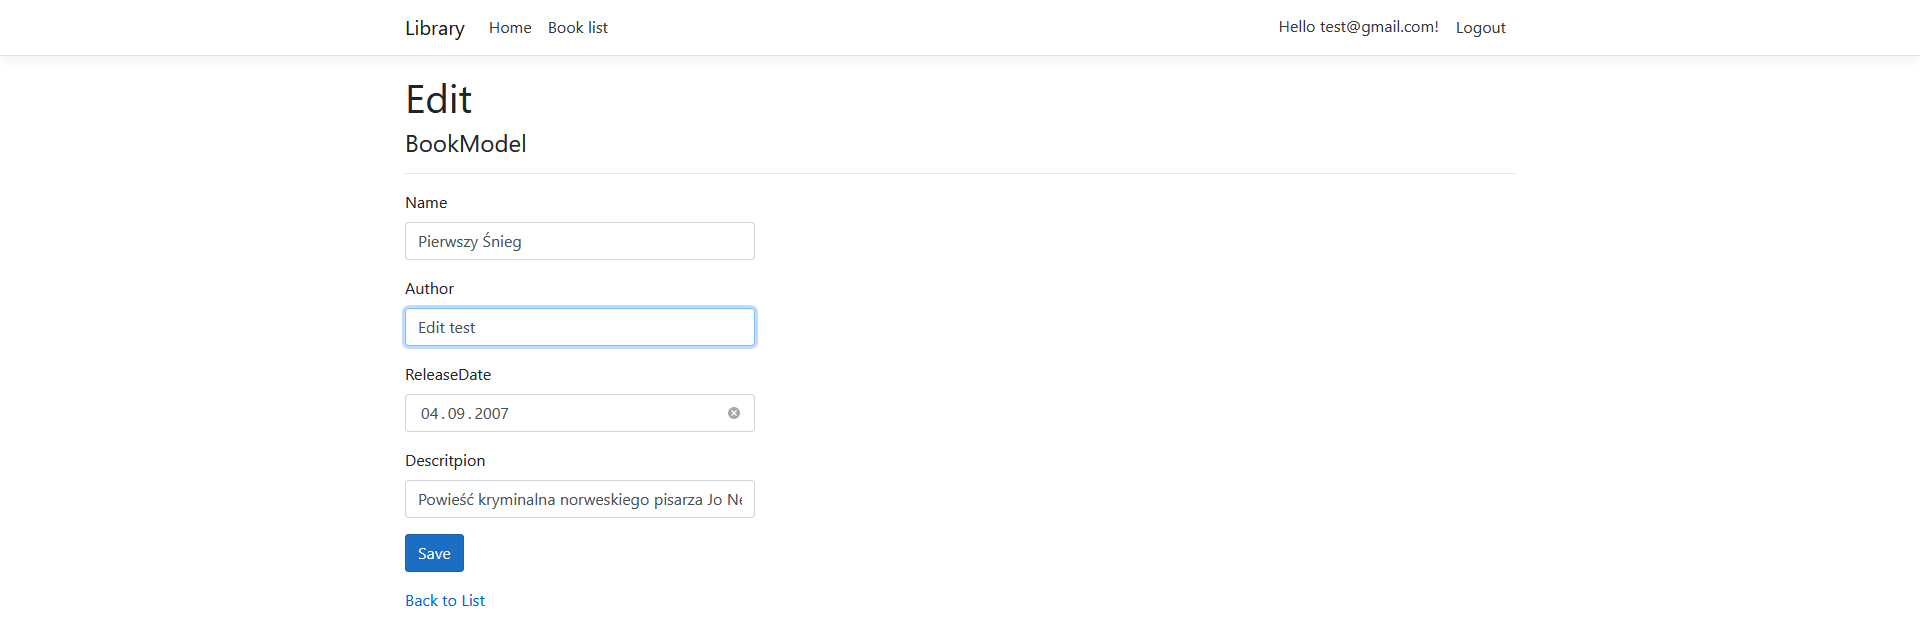 Library Home Book list Hello test@gmail.com! Logout
Edit
BookModel
Name
Pierwszy Śnieg
Author
Edit test
ReleaseDate
04.09.2007
Descritpion
Powieść kryminalna norweskiego pisarza Jo
Save
Back to List